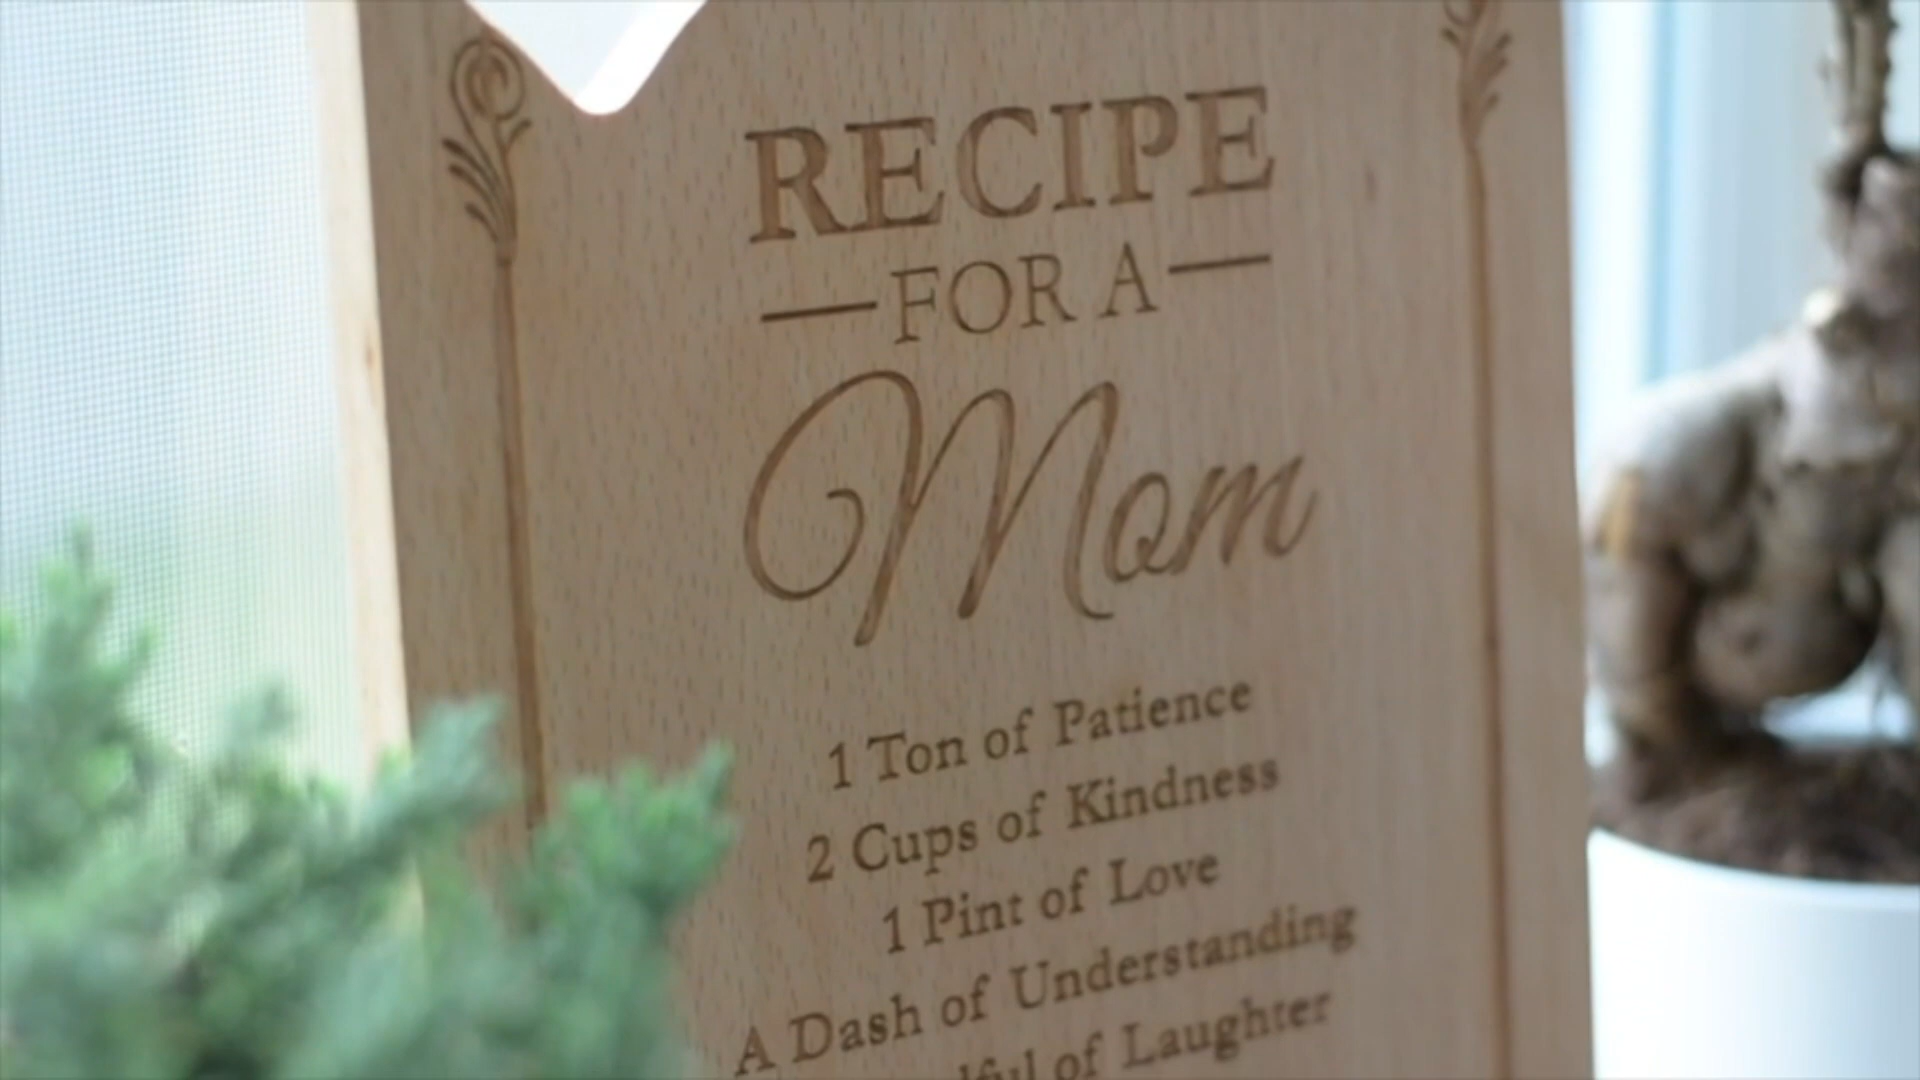 RECIPE
FOR A
Mom
1 Ton of Patience
2 Cups of Kindness
1 Pint of Love
A Dash of Understanding
of Laughter